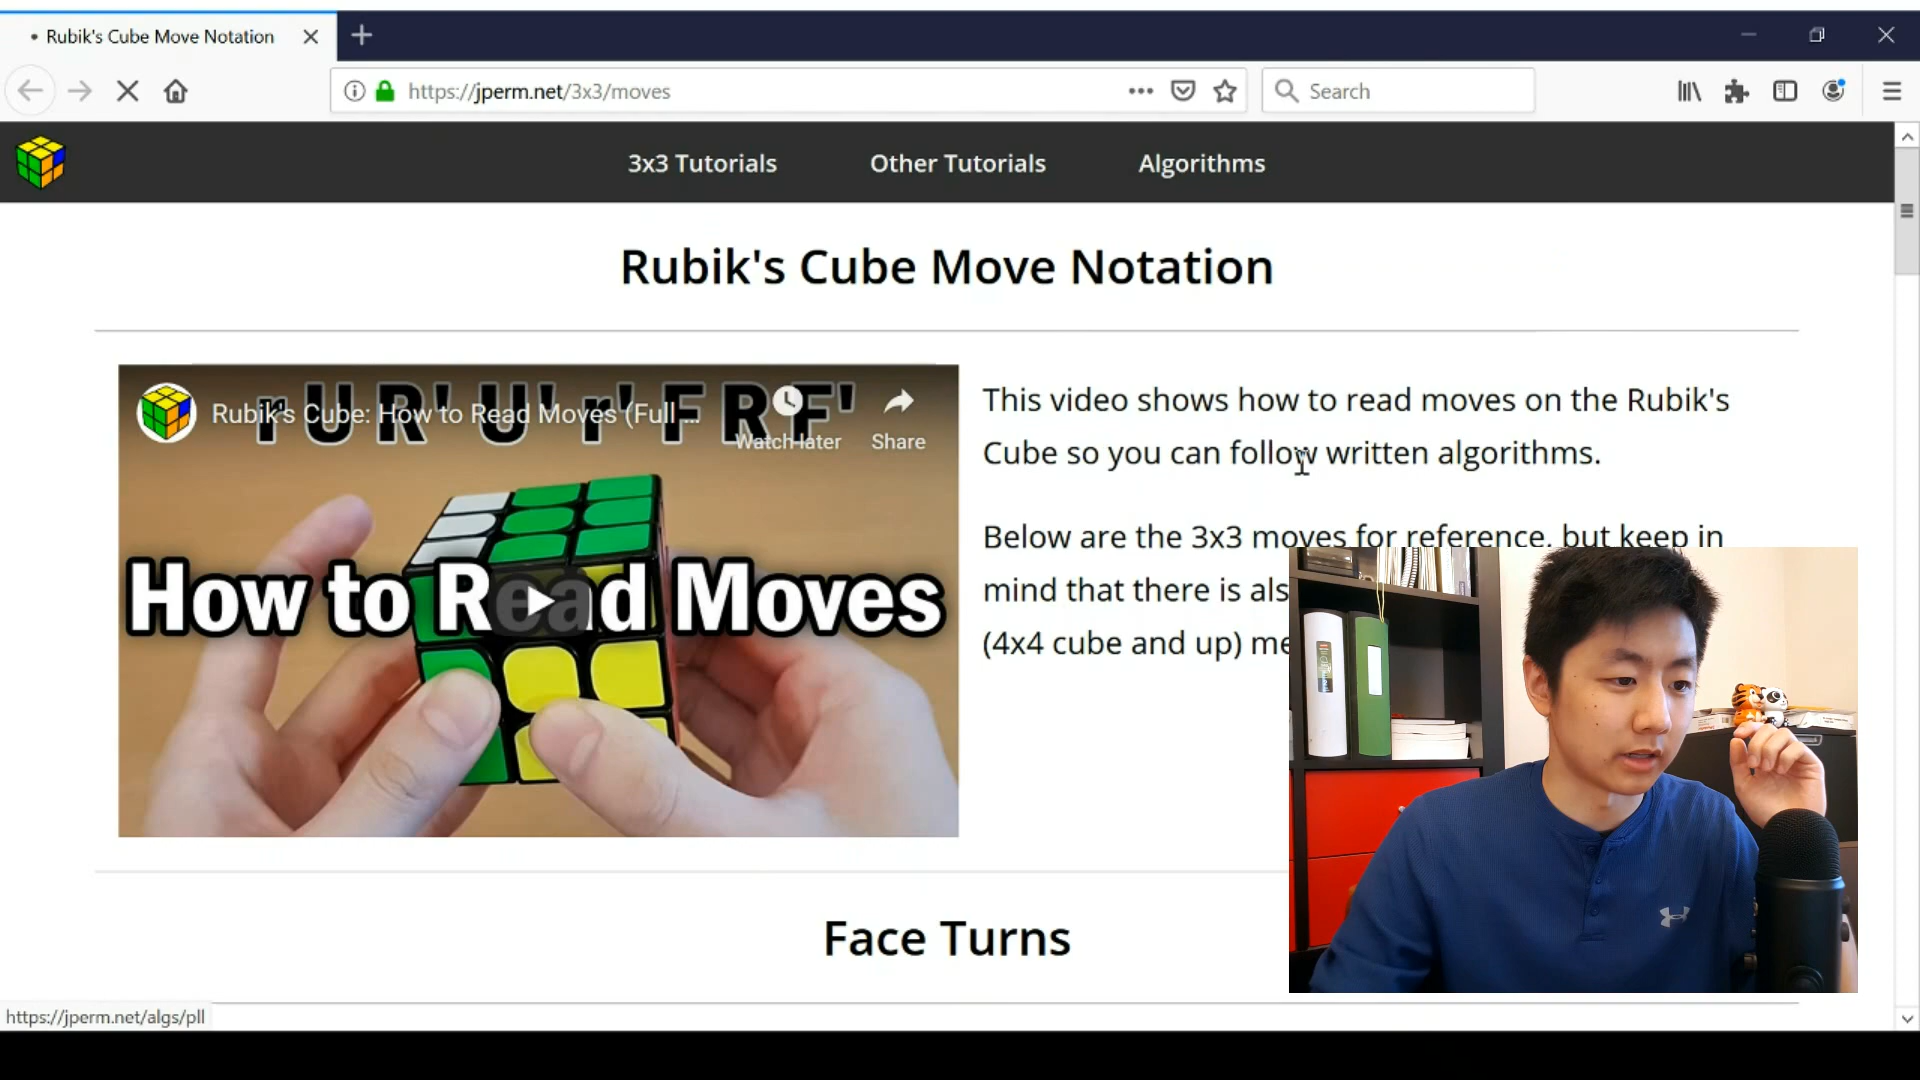 Rubik's Cube Move Notation
https://jperm.net/3x3/moves
Search
3x3 Tutorials
Other Tutorials
Algorithms
Rubik's Cube Move Notation
r U R' U' r' F R F'
Rubik's Cube: How to Read Moves (Full ...
Watch later
Share
How to Read Moves
This video shows how to read moves on the Rubik's
Cube so you can follow written algorithms.
Below are the 3x3 moves for reference, but keep in
mind that there is als
(4x4 cube and up) me
Face Turns
https://jperm.net/algs/pll